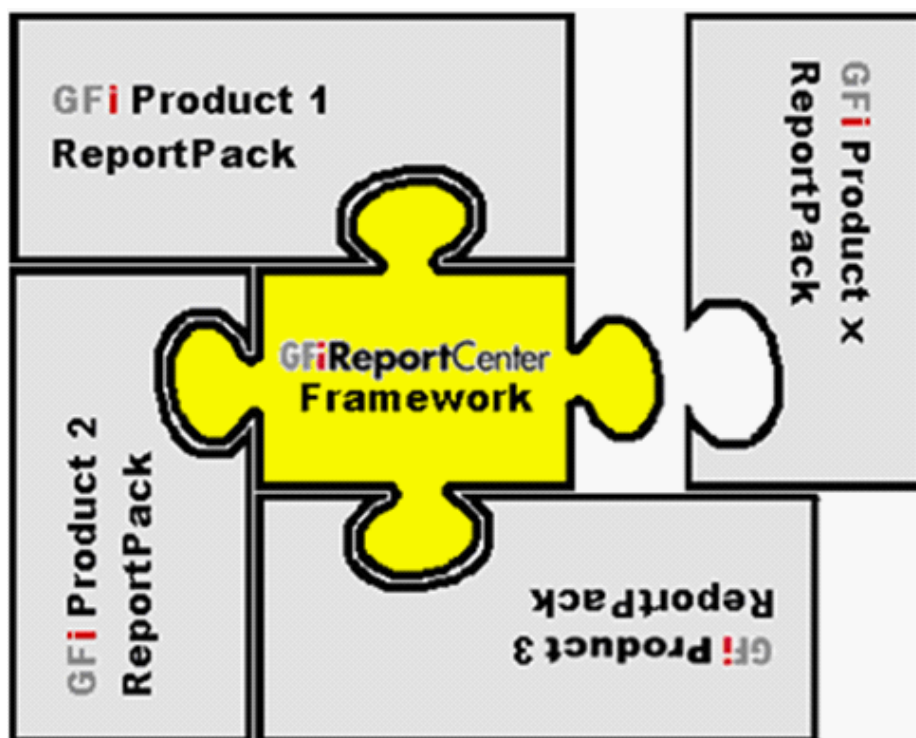 GFi Product 1
ReportPack
GFi Product x
ReportPack
GFiReportCenter
Framework
GFi Product 2
ReportPack
GFi Product 3
ReportPack